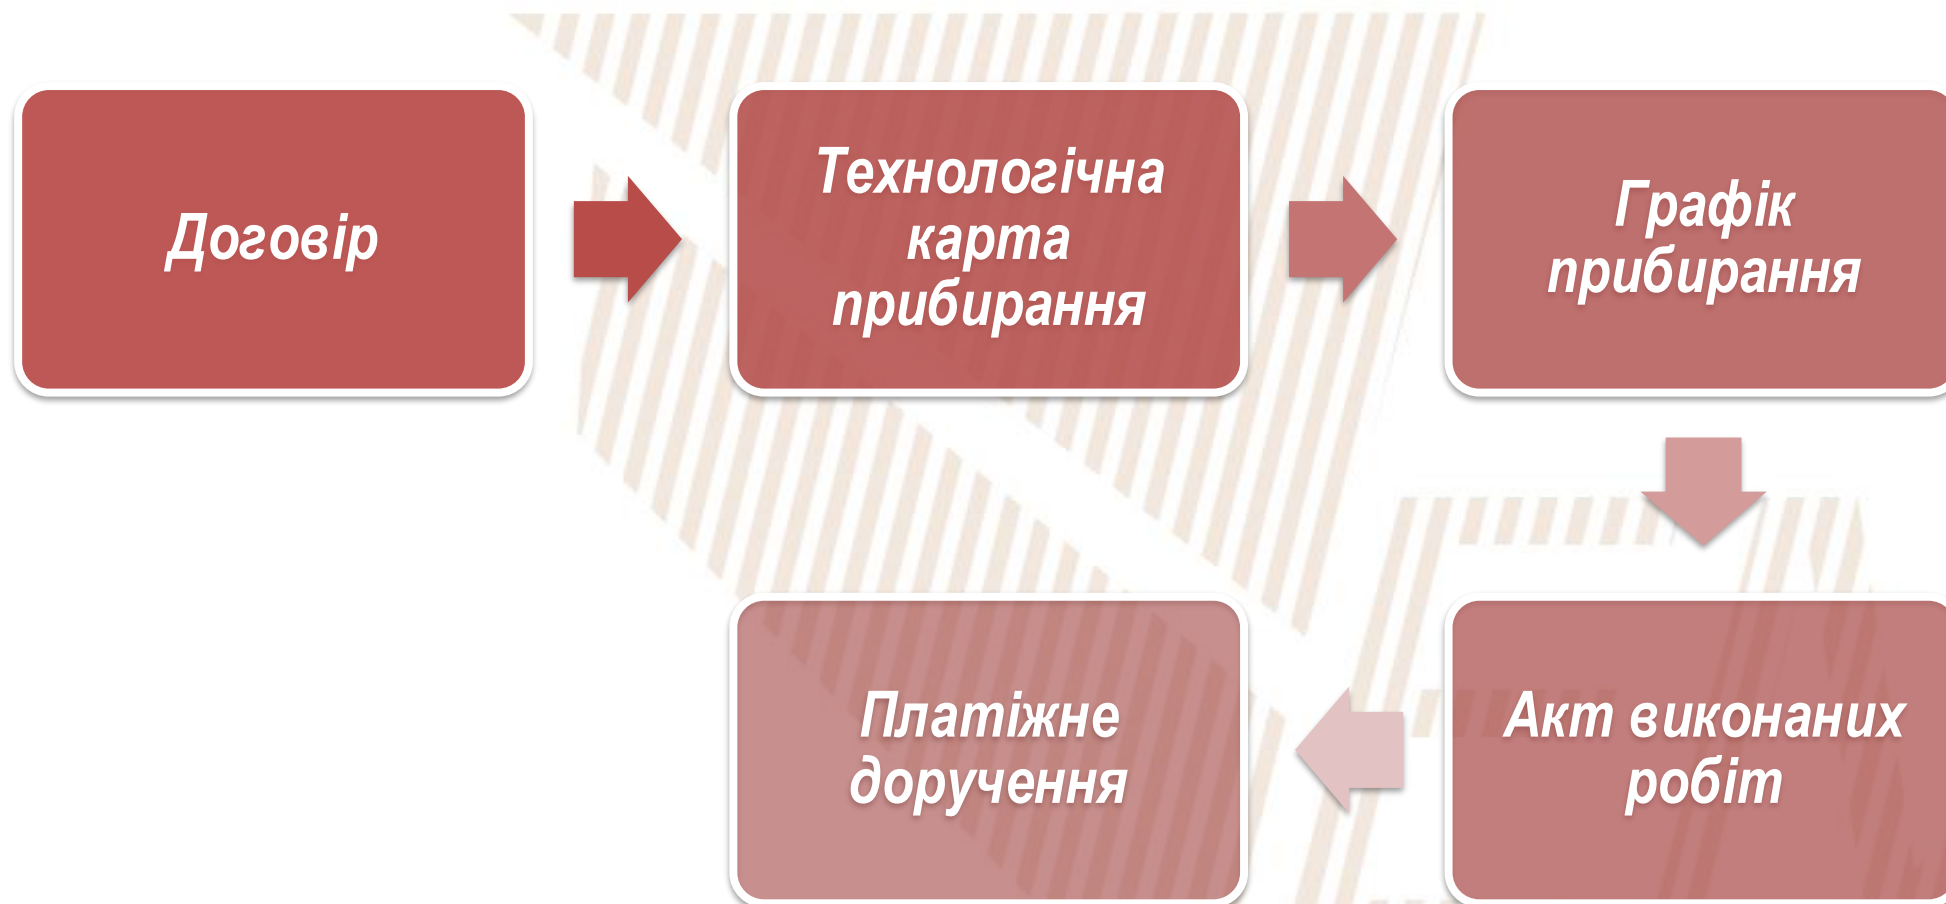 Договір
Технологічна
карта
прибирання
Графік
прибирання
Акт виконаних
робіт
Платіжне
доручення